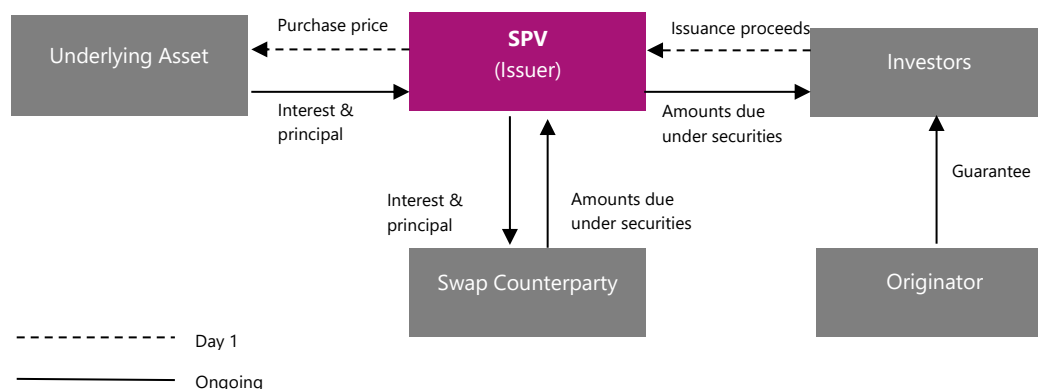 Purchase price
SPV
(Issuer)
Issuance proceeds
Underlying Asset
Investors
Interest &
principal
Amounts due
under securities
Guarantee
Interest &
principal
Amounts due
under securities
Swap Counterparty
Originator
Day 1
Ongoing